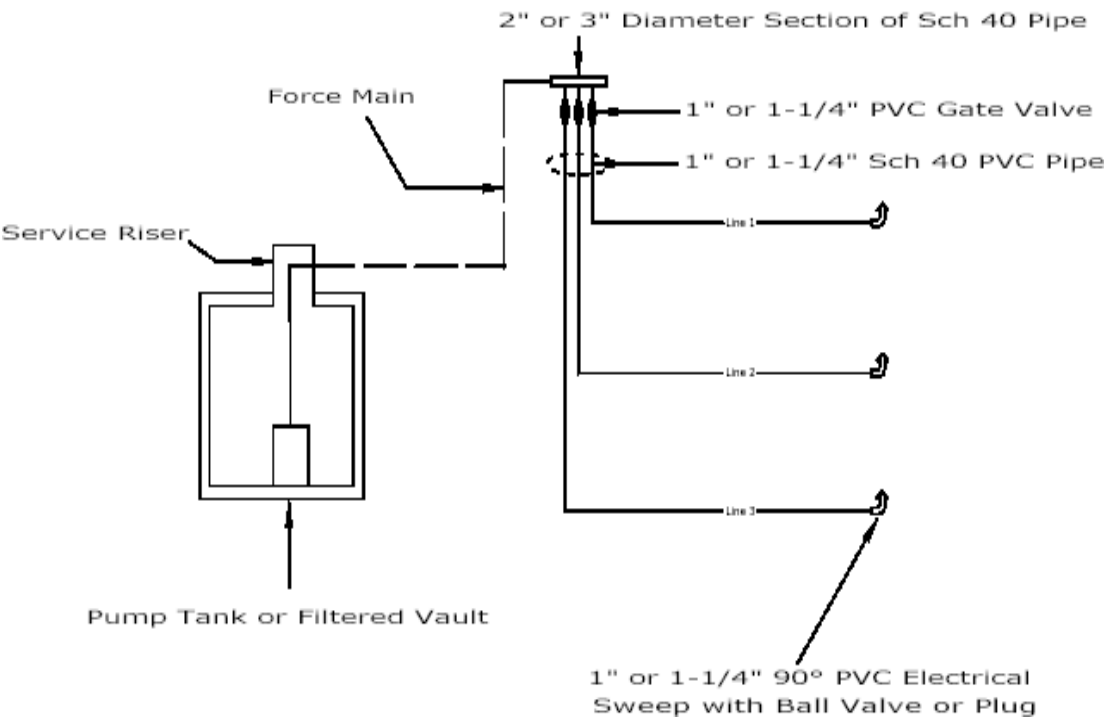 2" or 3" Diameter Section of Sch 40 Pipe
Force Main
1" or 1-1/4" PVC Gate Valve
1" or 1-1/4" Sch 40 PVC Pipe
Service Riser
Line 1
Line 2
Line 3
Pump Tank or Filtered Vault
1" or 1-1/4" 90° PVC Electrical
Sweep with Ball Valve or Plug